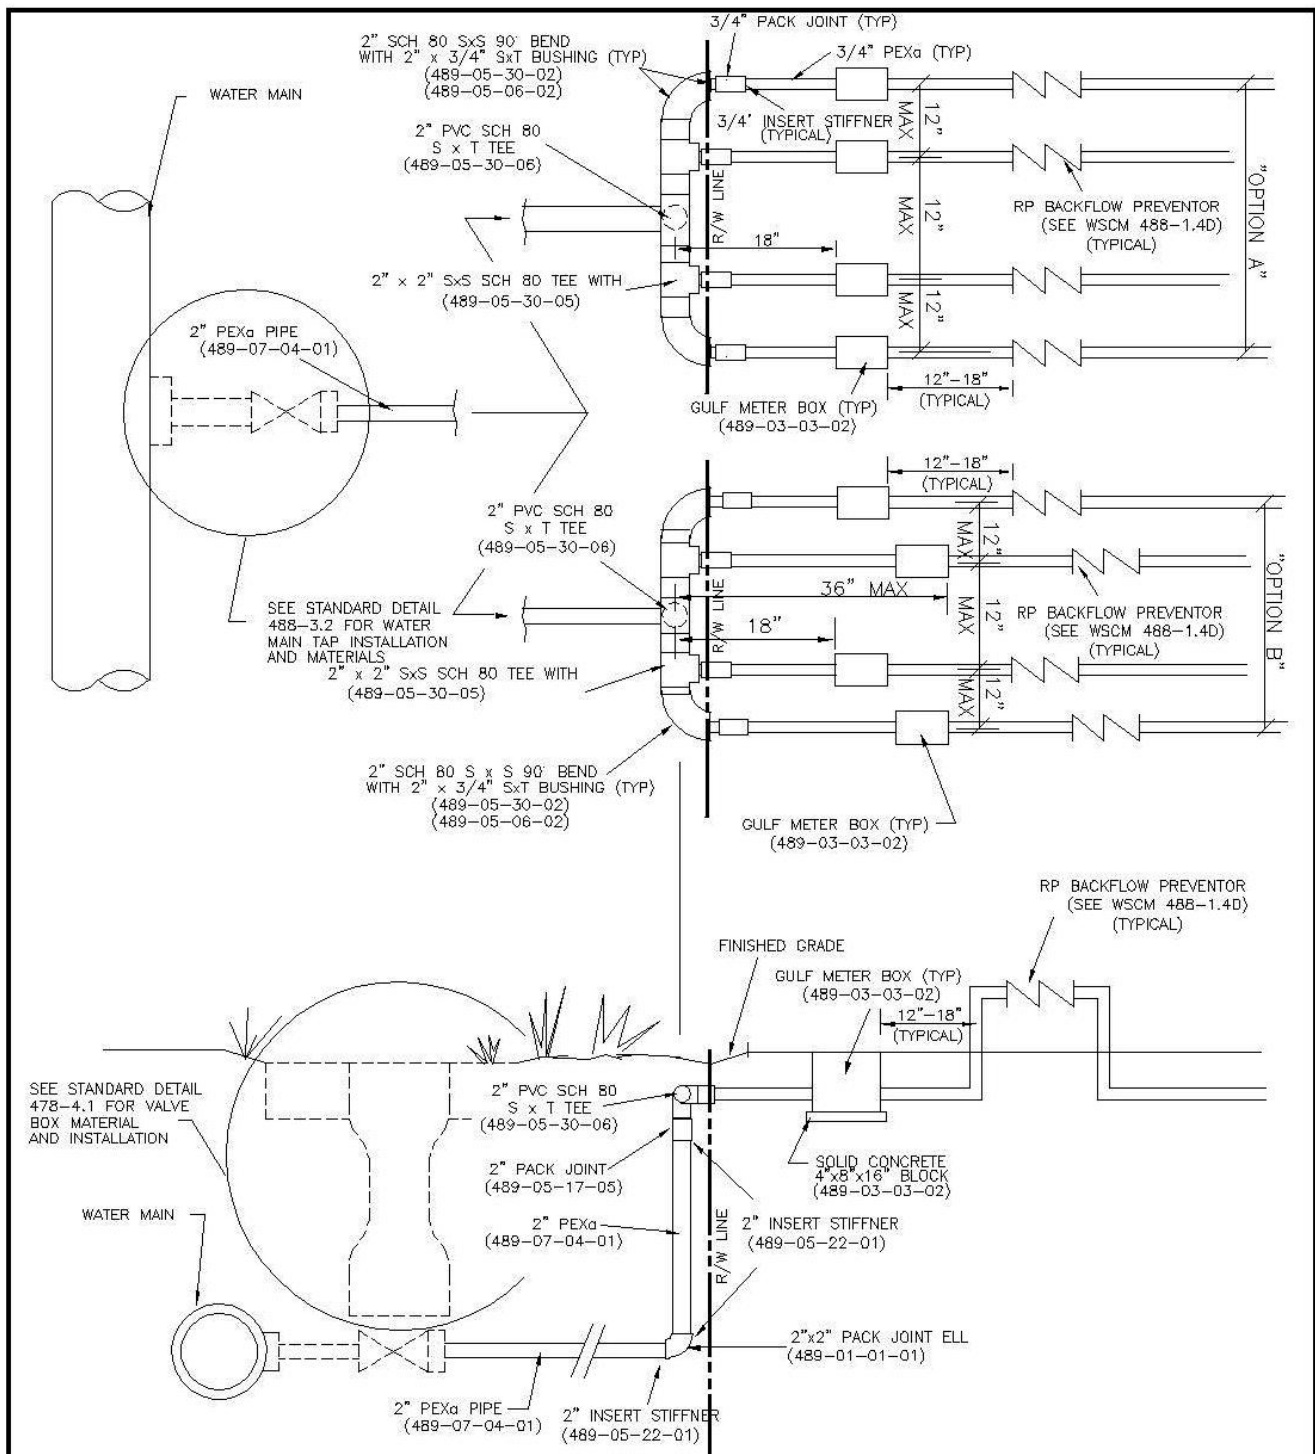 3/4" PACK JOINT (TYP)
2" SCH 80 SxS 90° BEND
WITH 2" x 3/4" SxT BUSHING (TYP)
(489-05-30-02)
(489-05-06-02)
3/4" PEXa (TYP)
WATER MAIN
2" PVC SCH 80
S x T TEE
(489-05-30-06)
3/4' INSERT STIFFNER
(TYPICAL)
12"
MAX
R/W LINE
RP BACKFLOW PREVENTOR
(SEE WSCM 488-1.4D)
(TYPICAL)
"OPTION A"
12"
MAX
18"
2" x 2" SxS SCH 80 TEE WITH
(489-05-30-05)
12"
MAX
2" PEXa PIPE
(489-07-04-01)
12"-18"
(TYPICAL)
GULF METER BOX (TYP)
(489-03-03-02)
12"-18"
(TYPICAL)
2" PVC SCH 80
S x T TEE
(489-05-30-06)
12"
MAX
R/W LINE
36" MAX
12"
MAX
"OPTION B"
SEE STANDARD DETAIL
488-3.2 FOR WATER
MAIN TAP INSTALLATION
AND MATERIALS
RP BACKFLOW PREVENTOR
(SEE WSCM 488-1.4D)
(TYPICAL)
18"
2" x 2" SxS SCH 80 TEE WITH
(489-05-30-05)
12"
MAX
2" SCH 80 S x S 90° BEND
WITH 2" x 3/4" SxT BUSHING (TYP)
(489-05-30-02)
(489-05-06-02)
GULF METER BOX (TYP)
(489-03-03-02)
RP BACKFLOW PREVENTOR
(SEE WSCM 488-1.4D)
(TYPICAL)
FINISHED GRADE
GULF METER BOX (TYP)
(489-03-03-02)
12"-18"
(TYPICAL)
SEE STANDARD DETAIL
478-4.1 FOR VALVE
BOX MATERIAL
AND INSTALLATION
2" PVC SCH 80
S x T TEE
(489-05-30-06)
2" PACK JOINT
(489-05-17-05)
SOLID CONCRETE
4"x8"x16" BLOCK
(489-03-03-02)
WATER MAIN
2" PEXa
(489-07-04-01)
R/W LINE
2" INSERT STIFFNER
(489-05-22-01)
2"x2" PACK JOINT ELL
(489-01-01-01)
2" PEXa PIPE
(489-07-04-01)
2" INSERT STIFFNER
(489-05-22-01)